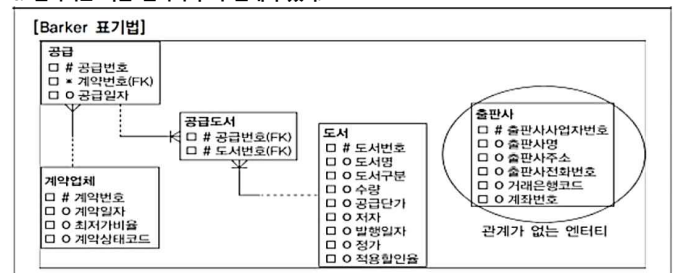 [Barker 표기법]
공급
□ # 공급번호
□ * 계약번호(FK)
□ O 공급일자
공급도서
□ # 공급번호(FK)
□ # 도서번호(FK)
계약업체
□ # 계약번호
□ O 계약일자
□ O 최저가비율
□ O 계약상태코드
도서
□ # 도서번호
□ O 도서명
□ O 도서구분
□ O 수량
□ O 공급단가
□ O 저자
□ O 발행일자
□ O 정가
□ O 적용할인율
출판사
□ # 출판사사업자번호
□ O 출판사명
□ O 출판사주소
□ O 출판사전화번호
□ O 거래은행코드
□ O 계좌번호
관계가 없는 엔터티